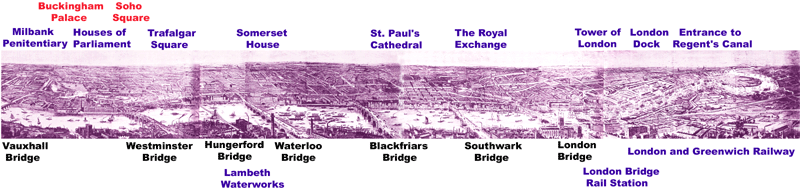 Buckingham Palace
Soho Square
Milbank Penitentiary
Houses of Parliament
Trafalgar Square
Somerset House
St. Paul's Cathedral
The Royal Exchange
Tower of London
London Dock
Entrance to Regent's Canal
Vauxhall Bridge
Westminster Bridge
Hungerford Bridge
Waterloo Bridge
Blackfriars Bridge
Southwark Bridge
London Bridge
London and Greenwich Railway
Lambeth Waterworks
London Bridge Rail Station